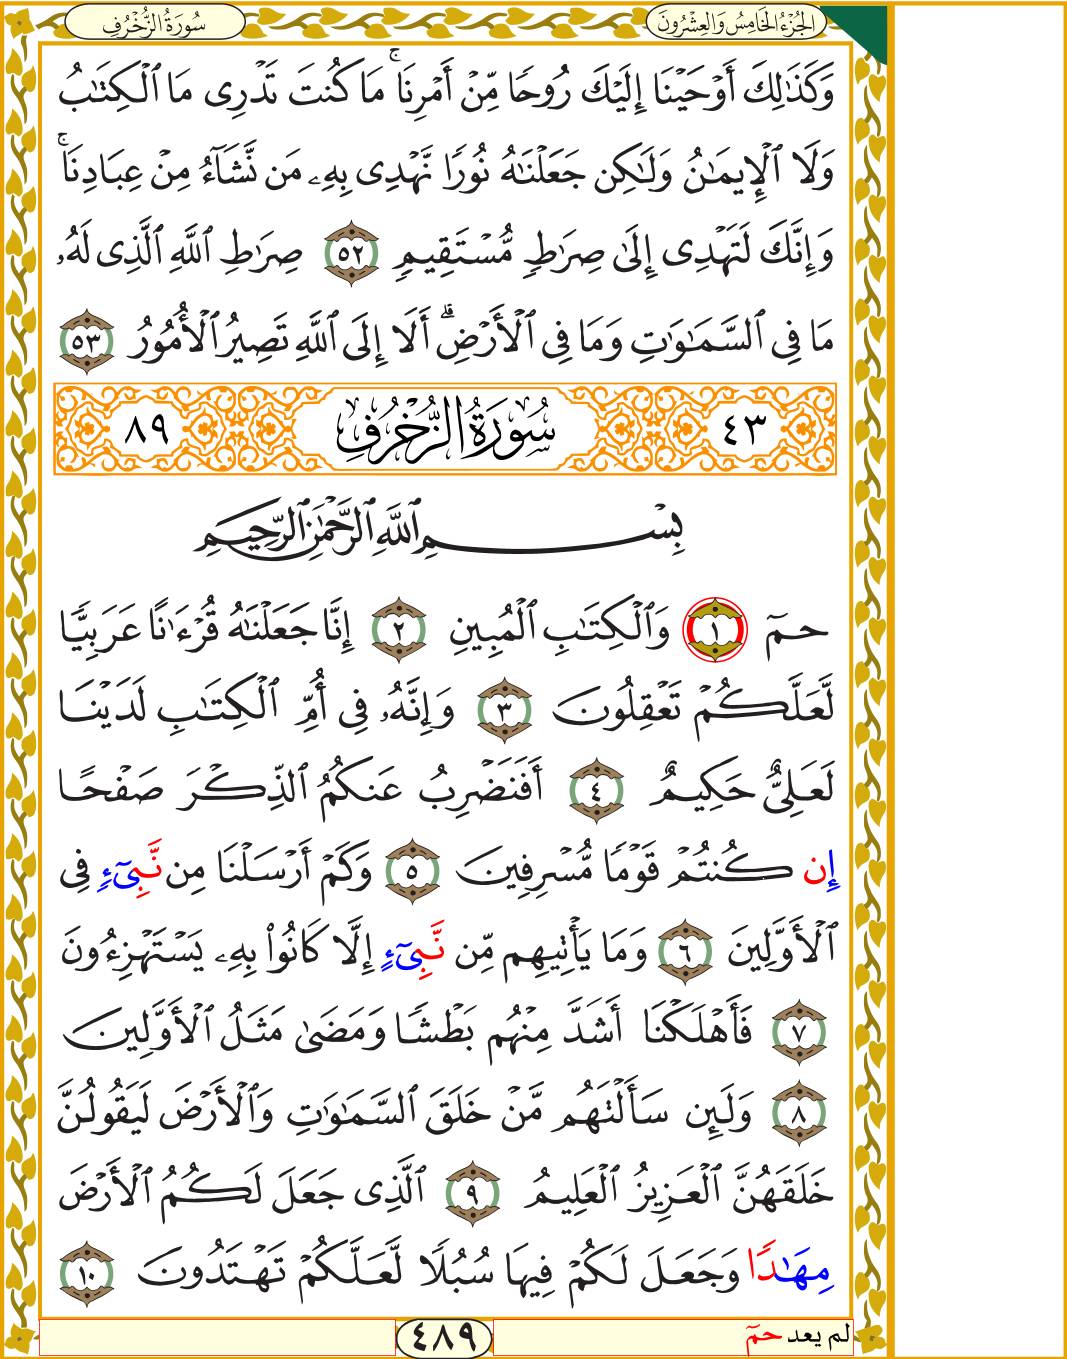 سُورَةُ الزُّخْرُفِ
الجُزْءُ الخَامِسُ وَالعِشْرُونَ
وَكَذَٰلِكَ أَوْحَيْنَا إِلَيْكَ رُوحًا مِّنْ أَمْرِنَا ۚ مَا كُنتَ تَدْرِى مَا ٱلْكِتَٰبُ
وَلَا ٱلْإِيمَٰنُ وَلَٰكِن جَعَلْنَٰهُ نُورًا نَّهْدِى بِهِۦ مَن نَّشَآءُ مِنْ عِبَادِنَا ۚ
وَإِنَّكَ لَتَهْدِى إِلَىٰ صِرَٰطٍ مُّسْتَقِيمٍ ٥٢ صِرَٰطِ ٱللَّهِ ٱلَّذِى لَهُۥ
مَا فِى ٱلسَّمَٰوَٰتِ وَمَا فِى ٱلْأَرْضِ ۗ أَلَا إِلَى ٱللَّهِ تَصِيرُ ٱلْأُمُورُ ٥٣
٤٣ سُورَةُ الزُّخْرُفِ ٨٩
بِسْمِ ٱللَّهِ ٱلرَّحْمَٰنِ ٱلرَّحِيمِ
حمٓ ١ وَٱلْكِتَٰبِ ٱلْمُبِينِ ٢ إِنَّا جَعَلْنَٰهُ قُرْءَٰنًا عَرَبِيًّا
لَّعَلَّكُمْ تَعْقِلُونَ ٣ وَإِنَّهُۥ فِى أُمِّ ٱلْكِتَٰبِ لَدَيْنَا
لَعَلِىٌّ حَكِيمٌ ٤ أَفَنَضْرِبُ عَنكُمُ ٱلذِّكْرَ صَفْحًا
إِن كُنتُمْ قَوْمًا مُّسْرِفِينَ ٥ وَكَمْ أَرْسَلْنَا مِن نَّبِىٓءٍ فِى
ٱلْأَوَّلِينَ ٦ وَمَا يَأْتِيهِم مِّن نَّبِىٓءٍ إِلَّا كَانُوا۟ بِهِۦ يَسْتَهْزِءُونَ
٧ فَأَهْلَكْنَا أَشَدَّ مِنْهُم بَطْشًا وَمَضَىٰ مَثَلُ ٱلْأَوَّلِينَ
٨ وَلَئِن سَأَلْتَهُم مَّنْ خَلَقَ ٱلسَّمَٰوَٰتِ وَٱلْأَرْضَ لَيَقُولُنَّ
خَلَقَهُنَّ ٱلْعَزِيزُ ٱلْعَلِيمُ ٩ ٱلَّذِى جَعَلَ لَكُمُ ٱلْأَرْضَ
مِهَٰدًا وَجَعَلَ لَكُمْ فِيهَا سُبُلًا لَّعَلَّكُمْ تَهْتَدُونَ ١٠
٤٨٩
لم يعد حمٓ